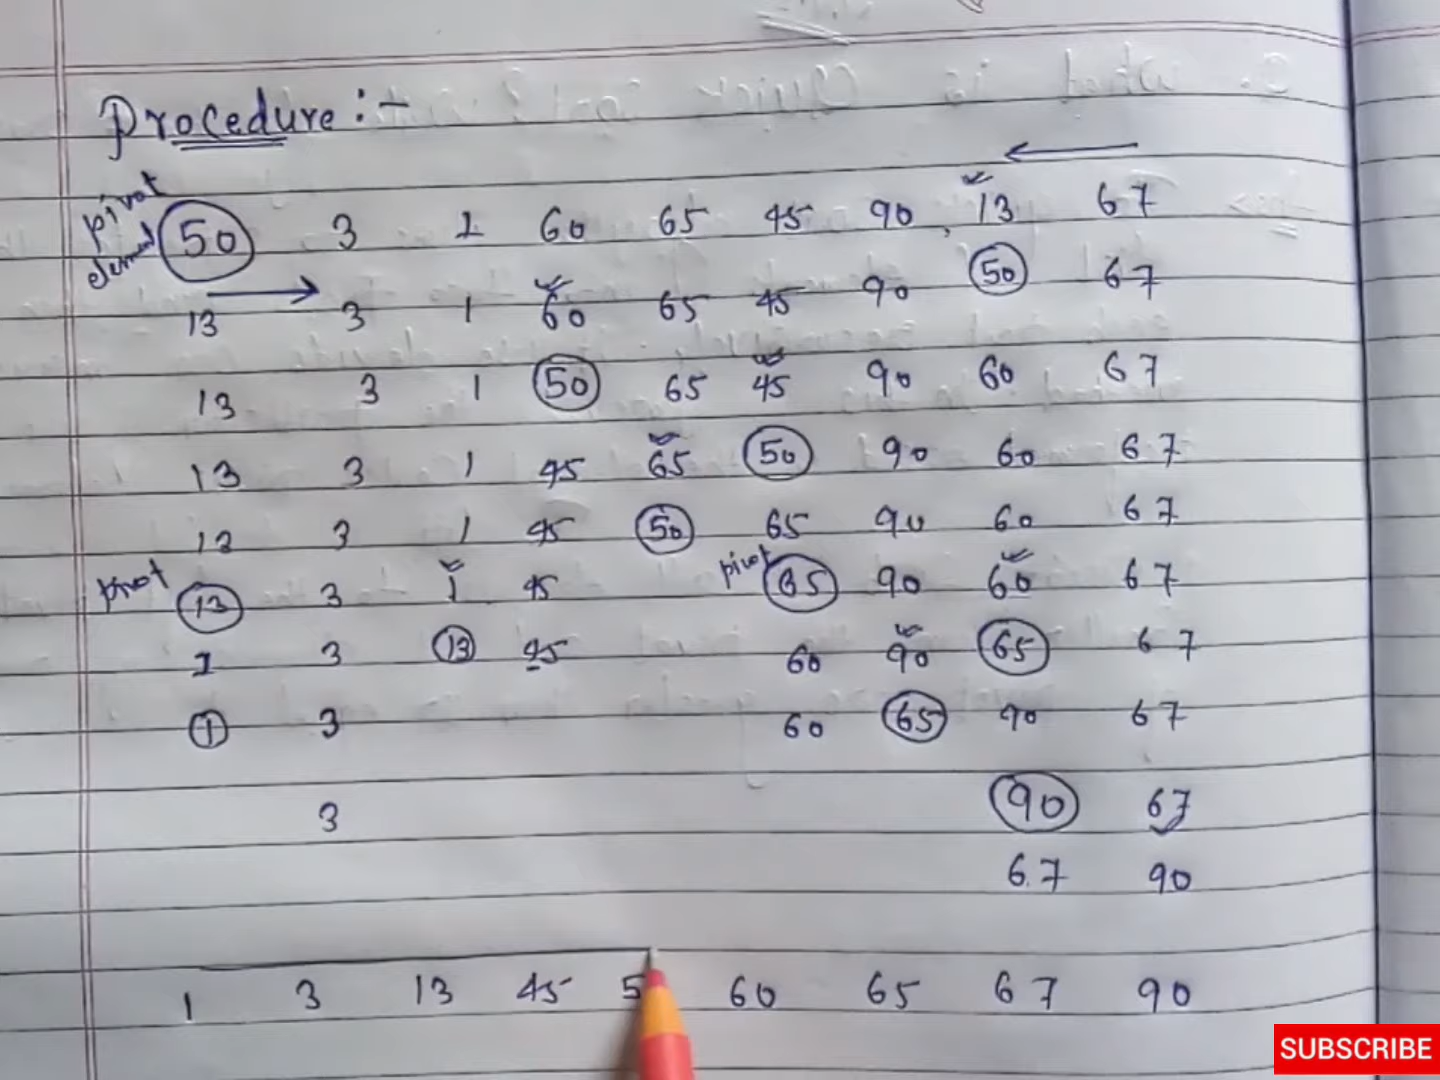 Procedure :-
pivot
element
50 3 1 60 65 45 90, 13 67
13 3 1 60 65 45 90 50 67
13 3 1 50 65 45 90 60 67
13 3 1 45 65 50 90 60 67
13 3 1 45 50 65 90 60 67
pivot 13 3 1 45 pivot 65 90 60 67
1 3 13 45 60 90 65 67
1 3 60 65 90 67
3 90 67
67 90
1 3 13 45 5 60 65 67 90
SUBSCRIBE